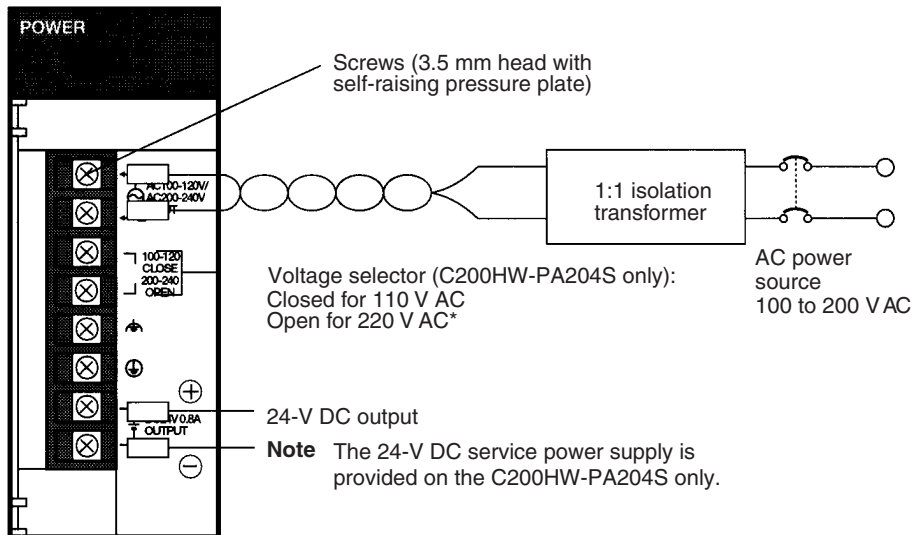 POWER
Screws (3.5 mm head with
self-raising pressure plate)
AC100-120V/
AC200-240V
1:1 isolation
transformer
100-120
CLOSE
200-240
OPEN
Voltage selector (C200HW-PA204S only):
Closed for 110 V AC
Open for 220 V AC*
AC power
source
100 to 200 V AC
24-V DC output
24V 0.8A
OUTPUT
Note The 24-V DC service power supply is
provided on the C200HW-PA204S only.